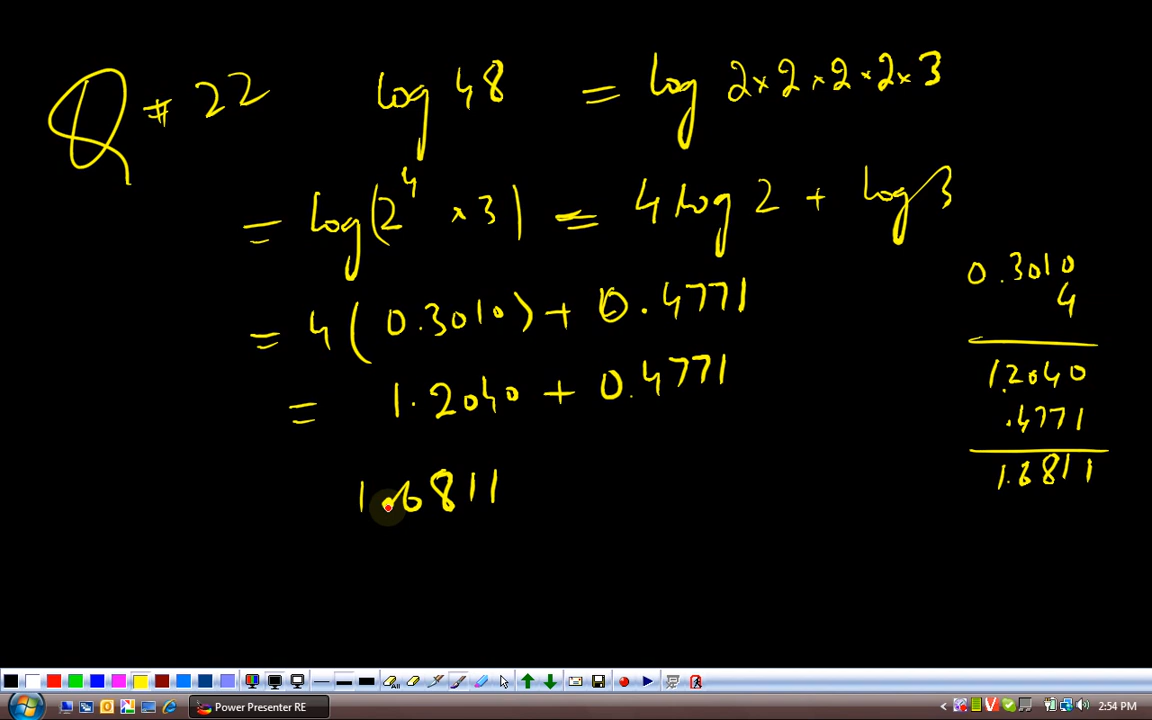 Q # 22 log 48 = log 2×2×2×2×3
= log(2⁴ ×3) = 4 log 2 + log 3
= 4(0.3010) + 0.4771
= 1.2040 + 0.4771
1.6811
0.3010
4
1.2040
.4771
1.6811
Power Presenter RE
2:54 PM